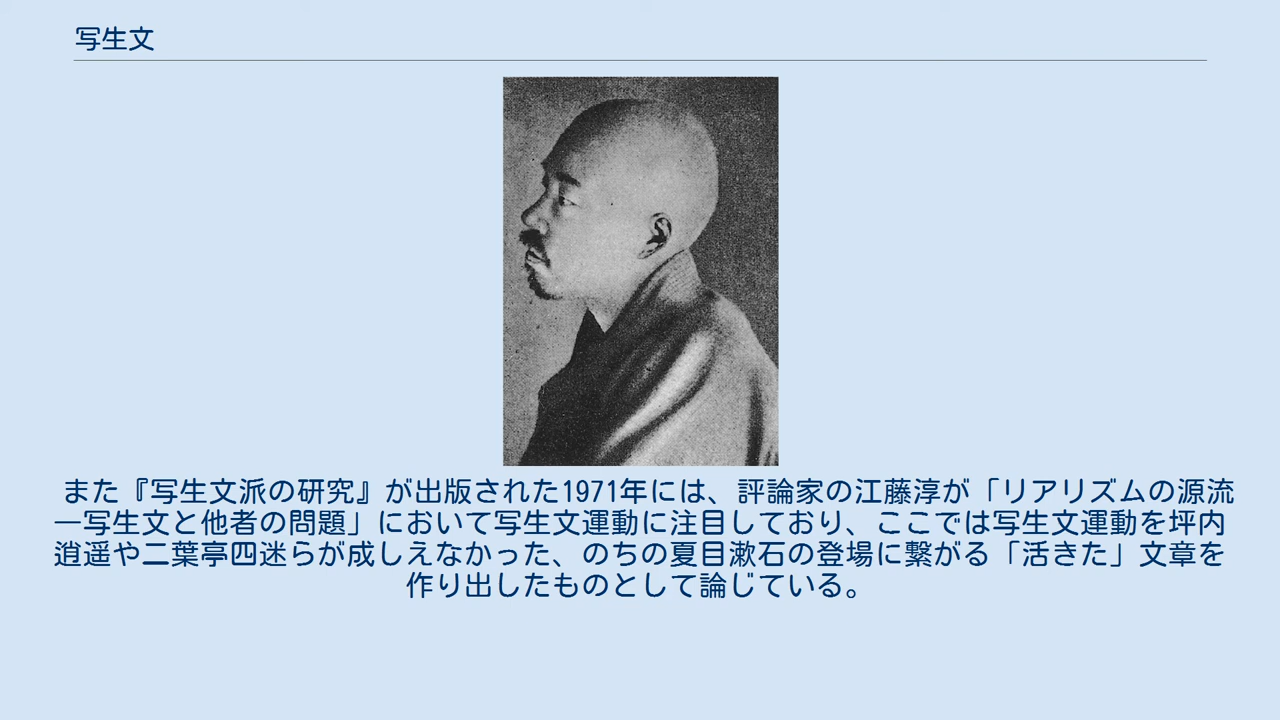 写生文
また『写生文派の研究』が出版された1971年には、評論家の江藤淳が「リアリズムの源流
―写生文と他者の問題」において写生文運動に注目しており、ここでは写生文運動を坪内
逍遥や二葉亭四迷らが成しえなかった、のちの夏目漱石の登場に繋がる「活きた」文章を
作り出したものとして論じている。